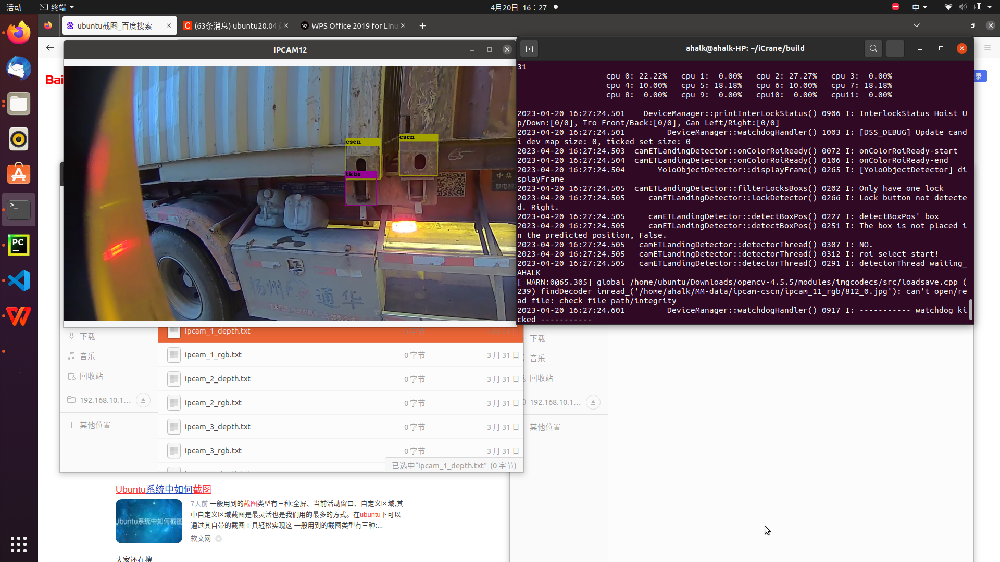 活动
终端
4月20日 16：27
中
ubuntu截图_百度搜索
(63条消息) ubuntu20.04安
WPS Office 2019 for Linu
Bai
录
IPCAM12
cscn
cscn
tkbe
65
中华
静电粉
扬州
通华
ahalk@ahalk-HP: ~/iCrane/build
31
cpu 0: 22.22% cpu 1: 0.00% cpu 2: 27.27% cpu 3: 0.00%
cpu 4: 10.00% cpu 5: 18.18% cpu 6: 10.00% cpu 7: 18.18%
cpu 8: 0.00% cpu 9: 0.00% cpu10: 0.00% cpu11: 0.00%
2023-04-20 16:27:24.501 DeviceManager::printInterLockStatus() 0906 I: InterlockStatus Hoist U
p/Down:[0/0], Tro Front/Back:[0/0], Gan Left/Right:[0/0]
2023-04-20 16:27:24.501 DeviceManager::watchdogHandler() 1003 I: [DSS_DEBUG] Update cand
i dev map size: 0, ticked set size: 0
2023-04-20 16:27:24.503 camETLandingDetector::onColorRoiReady() 0072 I: onColorRoiReady-start
2023-04-20 16:27:24.504 camETLandingDetector::onColorRoiReady() 0106 I: onColorRoiReady-end
2023-04-20 16:27:24.504 YoloObjectDetector::displayFrame() 0265 I: [YoloObjectDetector] di
splayFrame
2023-04-20 16:27:24.505 camETLandingDetector::filterLocksBoxs() 0202 I: Only have one lock
2023-04-20 16:27:24.505 camETLandingDetector::lockDetector() 0266 I: Lock button not detecte
d. Right.
2023-04-20 16:27:24.505 camETLandingDetector::detectBoxPos() 0227 I: detectBoxPos' box
2023-04-20 16:27:24.505 camETLandingDetector::detectBoxPos() 0251 I: The box is not placed i
n the predicted position, False.
2023-04-20 16:27:24.505 camETLandingDetector::detectorThread() 0307 I: NO.
2023-04-20 16:27:24.505 camETLandingDetector::detectorThread() 0312 I: roi select start!
2023-04-20 16:27:24.505 camETLandingDetector::detectorThread() 0291 I: detectorThread waiting_
AHALK
[ WARN:0@65.305] global /home/ubuntu/Downloads/opencv-4.5.5/modules/imgcodecs/src/loadsave.cpp (
239) findDecoder imread_('/home/ahalk/MM-data/ipcam-cscn/ipcam_11_rgb/812_0.jpg'): can't open/re
ad file: check file path/integrity
2023-04-20 16:27:24.601 DeviceManager::watchdogHandler() 0917 I: ----------- watchdog ki
cked -----------
下载
音乐
回收站
192.168.10.1…
其他位置
ipcam_1_depth.txt 0 字节 3 月 31 日
ipcam_1_rgb.txt 0 字节 3 月 31 日
ipcam_2_depth.txt 0 字节 3 月 31 日
ipcam_2_rgb.txt 0 字节 3 月 31 日
ipcam_3_depth.txt 0 字节 3 月 31 日
ipcam_3_rgb.txt 0 字节 3 月 31 日
已选中“ipcam_1_depth.txt” (0 字节)
下载
音乐
回收站
192.168.10.1…
其他位置
Ubuntu系统中如何截图
Ubuntu系统中如何截图
7天前 一般用到的截图类型有三种:全屏、当前活动窗口、自定义区域,其
中自定义区域截图是最灵活也是我们用的最多的方式。在ubuntu下可以
通过其自带的截图工具轻松实现这 一般用到的截图类型有三种:...
软文网
大家还在搜